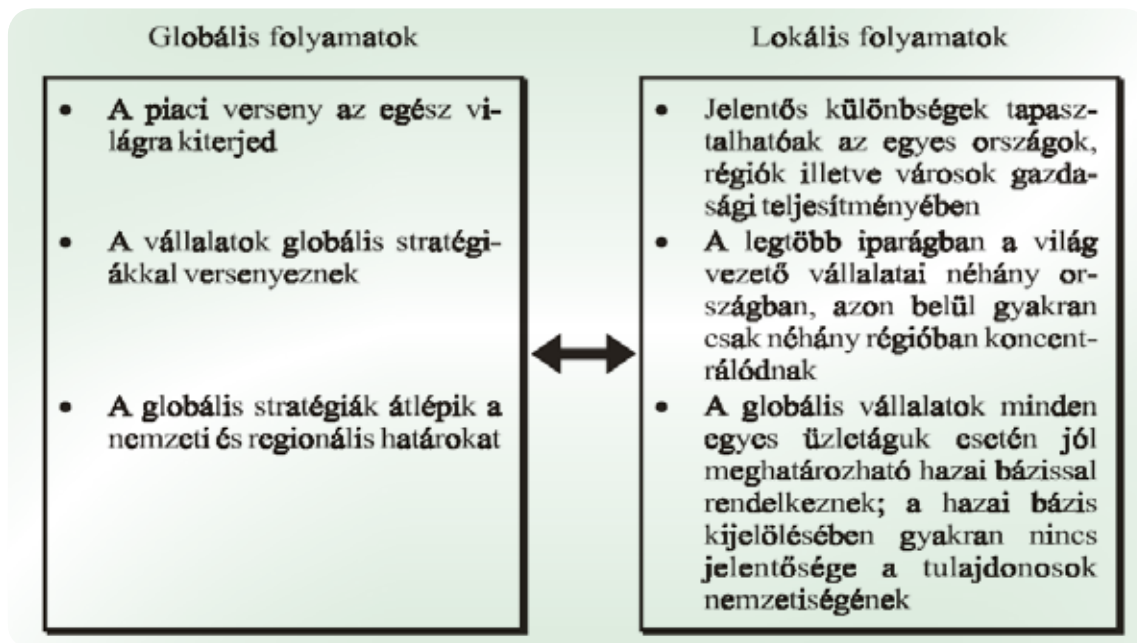 Globális folyamatok
• A piaci verseny az egész vi-
lágra kiterjed
• A vállalatok globális stratégi-
ákkal versenyeznek
• A globális stratégiák átlépik a
nemzeti és regionális határokat
Lokális folyamatok
• Jelentős különbségek tapasz-
talhatóak az egyes országok,
régiók illetve városok gazda-
sági teljesítményében
• A legtöbb iparágban a világ
vezető vállalatai néhány or-
szágban, azon belül gyakran
csak néhány régióban koncent-
rálódnak
• A globális vállalatok minden
egyes üzletáguk esetén jól
meghatározható hazai bázissal
rendelkeznek; a hazai bázis
kijelölésében gyakran nincs
jelentősége a tulajdonosok
nemzetiségének